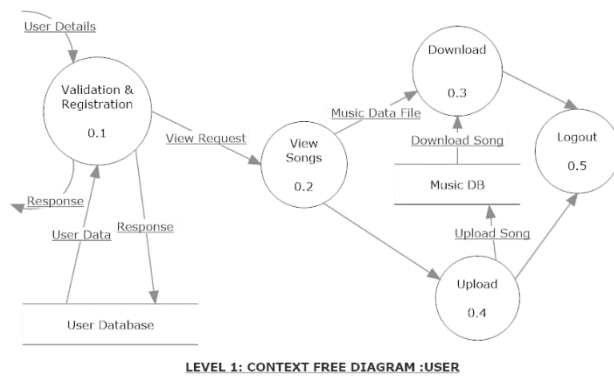 User Details
Validation &
Registration
0.1
View Request
Response
User Data
Response
User Database
View
Songs
0.2
Music Data File
Download
0.3
Download Song
Music DB
Upload Song
Upload
0.4
Logout
0.5
LEVEL 1: CONTEXT FREE DIAGRAM :USER